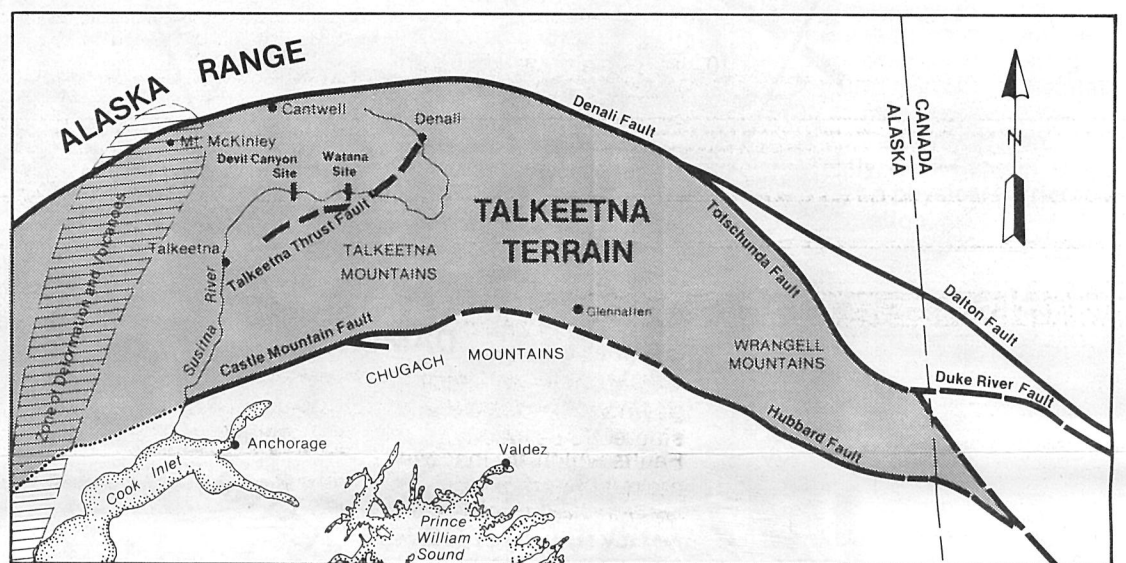 ALASKA RANGE
Cantwell
Denali
Denali Fault
CANADA
ALASKA
N
Mt. McKinley
Devil Canyon
Site
Watana
Site
TALKEETNA
TERRAIN
Talkeetna
Talkeetna Thrust Fault
TALKEETNA
MOUNTAINS
Totschunda Fault
Dalton Fault
Zone of Deformation and Volcanoes
Susitna River
Glennallen
Castle Mountain Fault
CHUGACH MOUNTAINS
WRANGELL
MOUNTAINS
Duke River Fault
Hubbard Fault
Anchorage
Valdez
Cook Inlet
Prince
William
Sound